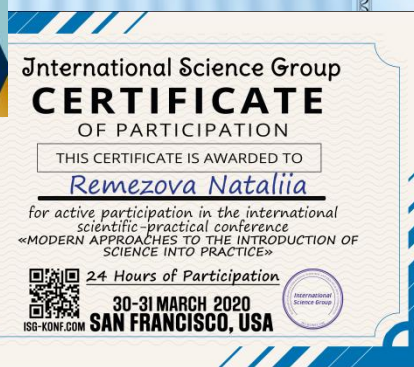 International Science Group
CERTIFICATE
OF PARTICIPATION
THIS CERTIFICATE IS AWARDED TO
Remezova Nataliia
for active participation in the international
scientific-practical conference
«MODERN APPROACHES TO THE INTRODUCTION OF
SCIENCE INTO PRACTICE»
24 Hours of Participation
30-31 MARCH 2020
ISG-KONF.COM SAN FRANCISCO, USA
International
Science Group